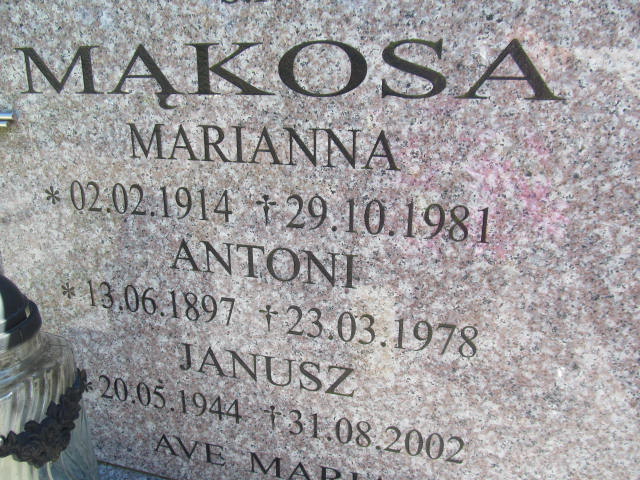 MĄKOSA
MARIANNA
* 02.02.1914 † 29.10.1981
ANTONI
* 13.06.1897 † 23.03.1978
JANUSZ
* 20.05.1944 † 31.08.2002
AVE MARIA